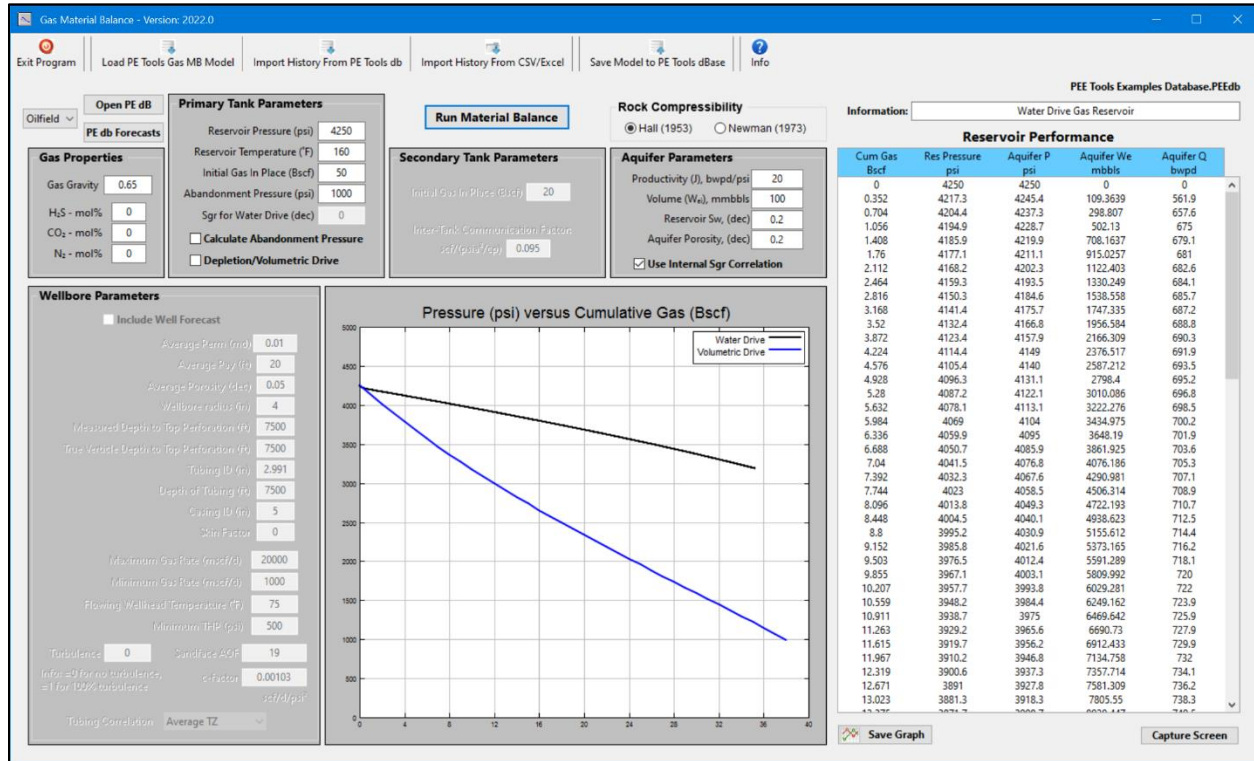 Gas Material Balance - Version: 2022.0
Exit Program
Load PE Tools Gas MB Model
Import History From PE Tools db
Import History From CSV/Excel
Save Model to PE Tools dBase
Info
PEE Tools Examples Database.PEEdb
Oilfield
Open PE dB
PE db Forecasts
Gas Properties
Gas Gravity 0.65
H₂S - mol% 0
CO₂ - mol% 0
N₂ - mol% 0
Primary Tank Parameters
Reservoir Pressure (psi) 4250
Reservoir Temperature (°F) 160
Initial Gas In Place (Bscf) 50
Abandonment Pressure (psi) 1000
Sgr for Water Drive (dec) 0
Calculate Abandonment Pressure
Depletion/Volumetric Drive
Run Material Balance
Secondary Tank Parameters
Initial Gas In Place (Bscf) 20
Inter-Tank Communication Factor:
scf/(psia²/cp) 0.095
Rock Compressibility
Hall (1953) Newman (1973)
Aquifer Parameters
Productivity (J), bwpd/psi 20
Volume (Wₑᵢ), mmbbls 100
Reservoir Sw, (dec) 0.2
Aquifer Porosity, (dec) 0.2
Use Internal Sgr Correlation
Wellbore Parameters
Include Well Forecast
Average Perm (md) 0.01
Average Pay (ft) 20
Average Porosity (dec) 0.05
Wellbore radius (in) 4
Measured Depth to Top Perforation (ft) 7500
True Verticle Depth to Top Perforation (ft) 7500
Tubing ID (in) 2.991
Depth of Tubing (ft) 7500
Casing ID (in) 5
Skin Factor 0
Maximum Gas Rate (mscf/d) 20000
Minimum Gas Rate (mscf/d) 1000
Flowing Wellhead Temperature (°F) 75
Minimum THP (psi) 500
Turbulence 0 Sandface AOF 19
Info: =0 for no turbulence,
=1 for 100% turbulence
c-factor 0.00103
scf/d/psi²
Tubing Correlation Average TZ
Pressure (psi) versus Cumulative Gas (Bscf)
Water Drive
Volumetric Drive
5000
4500
4000
3500
3000
2500
2000
1500
1000
500
0
0 4 8 12 16 20 24 28 32 36 40
Information: Water Drive Gas Reservoir
Reservoir Performance
Cum Gas Res Pressure Aquifer P Aquifer We Aquifer Q
Bscf psi psi mbbls bwpd
0 4250 4250 0 0
0.352 4217.3 4245.4 109.3639 561.9
0.704 4204.4 4237.3 298.807 657.6
1.056 4194.9 4228.7 502.13 675
1.408 4185.9 4219.9 708.1637 679.1
1.76 4177.1 4211.1 915.0257 681
2.112 4168.2 4202.3 1122.403 682.6
2.464 4159.3 4193.5 1330.249 684.1
2.816 4150.3 4184.6 1538.558 685.7
3.168 4141.4 4175.7 1747.335 687.2
3.52 4132.4 4166.8 1956.584 688.8
3.872 4123.4 4157.9 2166.309 690.3
4.224 4114.4 4149 2376.517 691.9
4.576 4105.4 4140 2587.212 693.5
4.928 4096.3 4131.1 2798.4 695.2
5.28 4087.2 4122.1 3010.086 696.8
5.632 4078.1 4113.1 3222.276 698.5
5.984 4069 4104 3434.975 700.2
6.336 4059.9 4095 3648.19 701.9
6.688 4050.7 4085.9 3861.925 703.6
7.04 4041.5 4076.8 4076.186 705.3
7.392 4032.3 4067.6 4290.981 707.1
7.744 4023 4058.5 4506.314 708.9
8.096 4013.8 4049.3 4722.193 710.7
8.448 4004.5 4040.1 4938.623 712.5
8.8 3995.2 4030.9 5155.612 714.4
9.152 3985.8 4021.6 5373.165 716.2
9.503 3976.5 4012.4 5591.289 718.1
9.855 3967.1 4003.1 5809.992 720
10.207 3957.7 3993.8 6029.281 722
10.559 3948.2 3984.4 6249.162 723.9
10.911 3938.7 3975 6469.642 725.9
11.263 3929.2 3965.6 6690.73 727.9
11.615 3919.7 3956.2 6912.433 729.9
11.967 3910.2 3946.8 7134.758 732
12.319 3900.6 3937.3 7357.714 734.1
12.671 3891 3927.8 7581.309 736.2
13.023 3881.3 3918.3 7805.55 738.3
Save Graph
Capture Screen